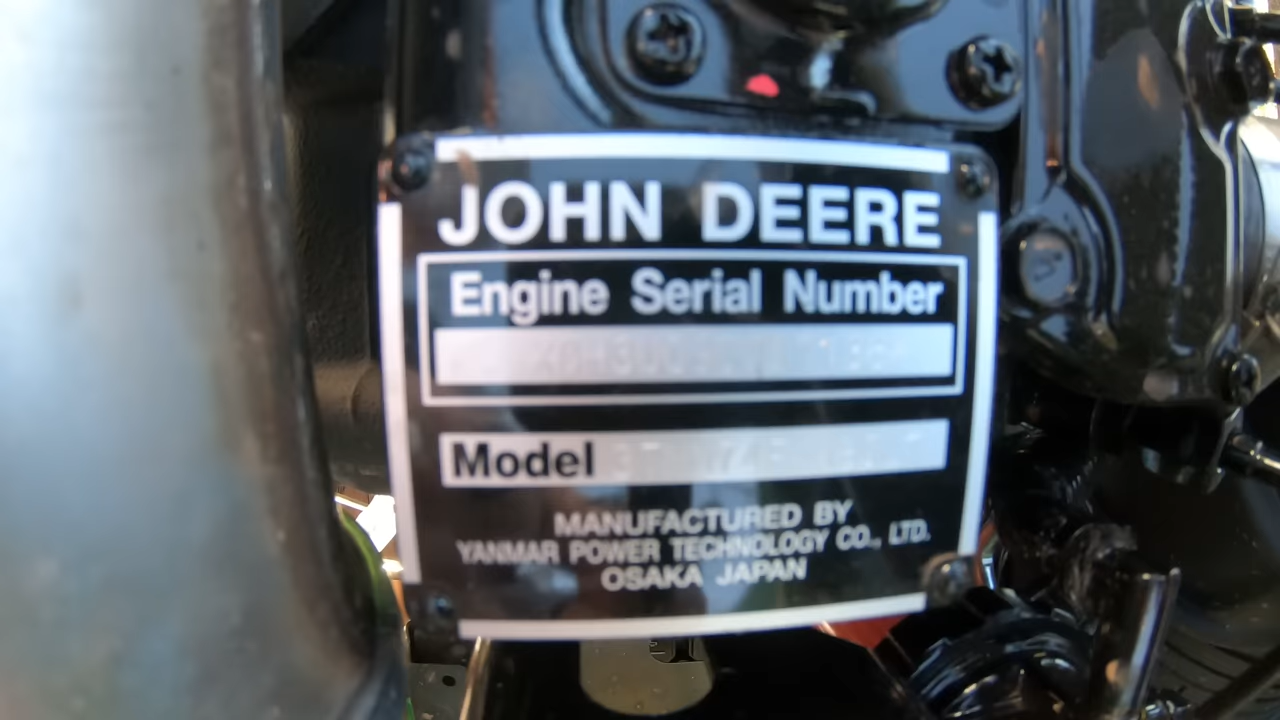 JOHN DEERE
Engine Serial Number
Model
MANUFACTURED BY
YANMAR POWER TECHNOLOGY CO., LTD.
OSAKA JAPAN